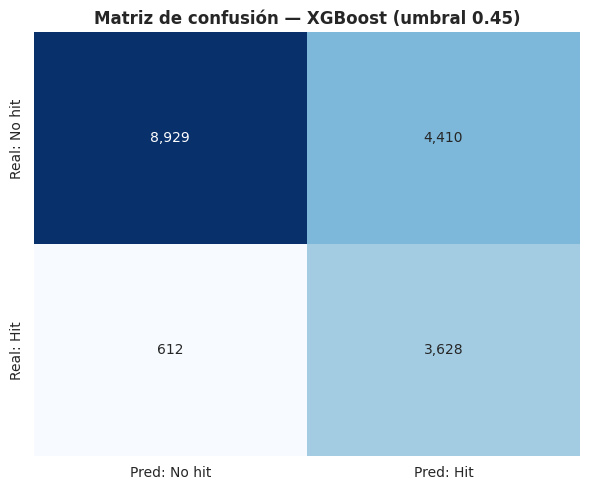 Matriz de confusión — XGBoost (umbral 0.45)
Real: No hit
8,929
4,410
Real: Hit
612
3,628
Pred: No hit
Pred: Hit